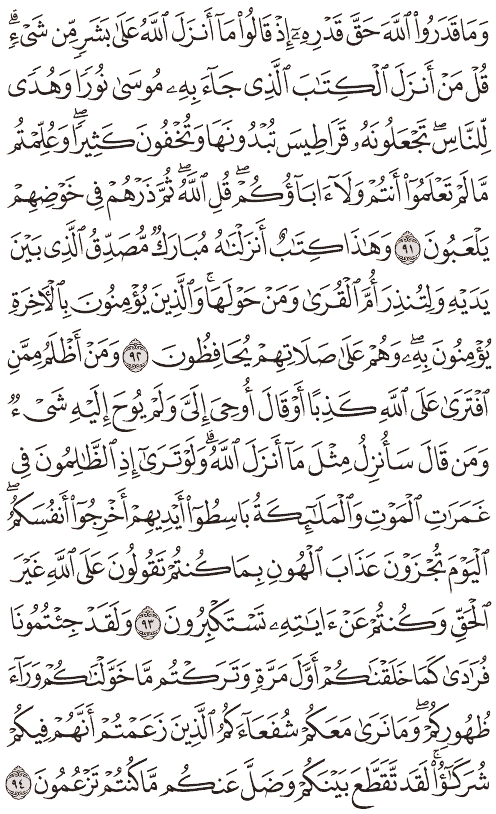 وَمَا قَدَرُوا۟ ٱللَّهَ حَقَّ قَدْرِهِۦٓ إِذْ قَالُوا۟ مَآ أَنزَلَ ٱللَّهُ عَلَىٰ بَشَرٍ مِّن شَىْءٍ ۗ
قُلْ مَنْ أَنزَلَ ٱلْكِتَٰبَ ٱلَّذِى جَآءَ بِهِۦ مُوسَىٰ نُورًا وَهُدًى
لِّلنَّاسِ ۖ تَجْعَلُونَهُۥ قَرَاطِيسَ تُبْدُونَهَا وَتُخْفُونَ كَثِيرًا ۖ وَعُلِّمْتُم
مَّا لَمْ تَعْلَمُوٓا۟ أَنتُمْ وَلَآ ءَابَآؤُكُمْ ۖ قُلِ ٱللَّهُ ۖ ثُمَّ ذَرْهُمْ فِى خَوْضِهِمْ
يَلْعَبُونَ ٩١ وَهَٰذَا كِتَٰبٌ أَنزَلْنَٰهُ مُبَارَكٌ مُّصَدِّقُ ٱلَّذِى بَيْنَ
يَدَيْهِ وَلِتُنذِرَ أُمَّ ٱلْقُرَىٰ وَمَنْ حَوْلَهَا ۚ وَٱلَّذِينَ يُؤْمِنُونَ بِٱلْءَاخِرَةِ
يُؤْمِنُونَ بِهِۦ ۖ وَهُمْ عَلَىٰ صَلَاتِهِمْ يُحَافِظُونَ ٩٢ وَمَنْ أَظْلَمُ مِمَّنِ
ٱفْتَرَىٰ عَلَى ٱللَّهِ كَذِبًا أَوْ قَالَ أُوحِىَ إِلَىَّ وَلَمْ يُوحَ إِلَيْهِ شَىْءٌ
وَمَن قَالَ سَأُنزِلُ مِثْلَ مَآ أَنزَلَ ٱللَّهُ ۗ وَلَوْ تَرَىٰٓ إِذِ ٱلظَّٰلِمُونَ فِى
غَمَرَٰتِ ٱلْمَوْتِ وَٱلْمَلَٰٓئِكَةُ بَاسِطُوٓا۟ أَيْدِيهِمْ أَخْرِجُوٓا۟ أَنفُسَكُمُ ۖ
ٱلْيَوْمَ تُجْزَوْنَ عَذَابَ ٱلْهُونِ بِمَا كُنتُمْ تَقُولُونَ عَلَى ٱللَّهِ غَيْرَ
ٱلْحَقِّ وَكُنتُمْ عَنْ ءَايَٰتِهِۦ تَسْتَكْبِرُونَ ٩٣ وَلَقَدْ جِئْتُمُونَا
فُرَٰدَىٰ كَمَا خَلَقْنَٰكُمْ أَوَّلَ مَرَّةٍ وَتَرَكْتُم مَّا خَوَّلْنَٰكُمْ وَرَآءَ
ظُهُورِكُمْ ۖ وَمَا نَرَىٰ مَعَكُمْ شُفَعَآءَكُمُ ٱلَّذِينَ زَعَمْتُمْ أَنَّهُمْ فِيكُمْ
شُرَكَٰٓؤُا۟ ۚ لَقَد تَّقَطَّعَ بَيْنَكُمْ وَضَلَّ عَنكُم مَّا كُنتُمْ تَزْعُمُونَ ٩٤